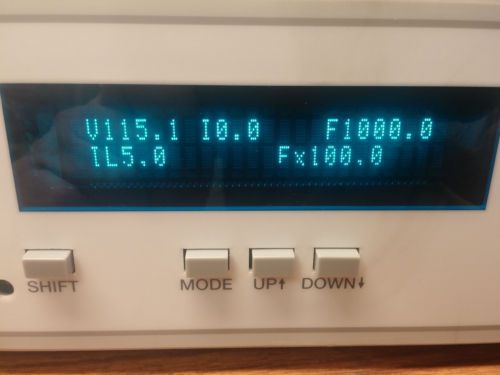 V115.1 I0.0 F1000.0
IL5.0 Fx100.0
SHIFT MODE UP↑ DOWN↓